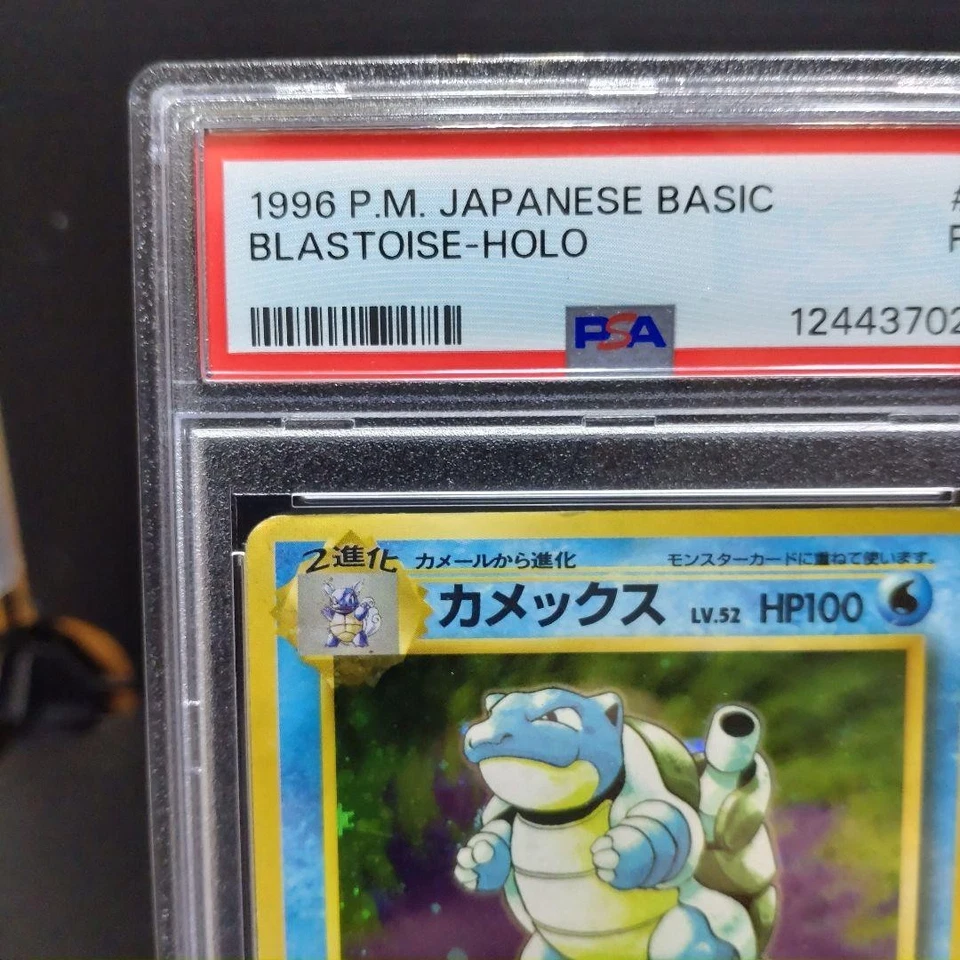 1996 P.M. JAPANESE BASIC #
BLASTOISE-HOLO
PSA
12443702
2進化 カメールから進化 モンスターカードに重ねて使います。
カメックス LV.52 HP100